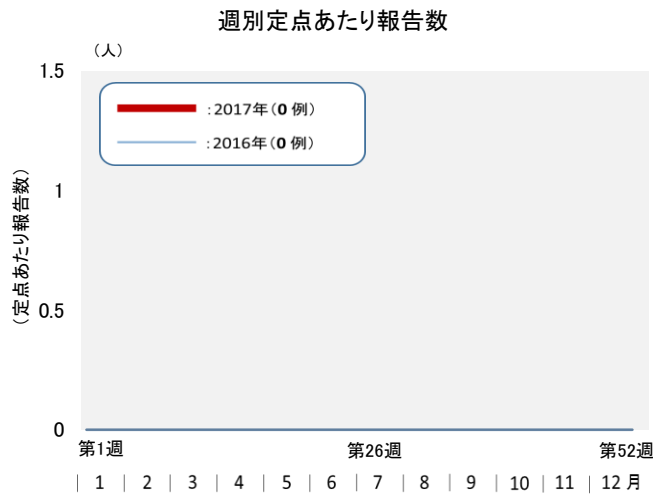 週別定点あたり報告数
（人）
1.5
:2017年（0 例）
:2016年（0 例）
1
（定点あたり報告数）
0.5
0
第1週 第26週 第52週
| 1 | 2 | 3 | 4 | 5 | 6 | 7 | 8 | 9 | 10 | 11 | 12 月